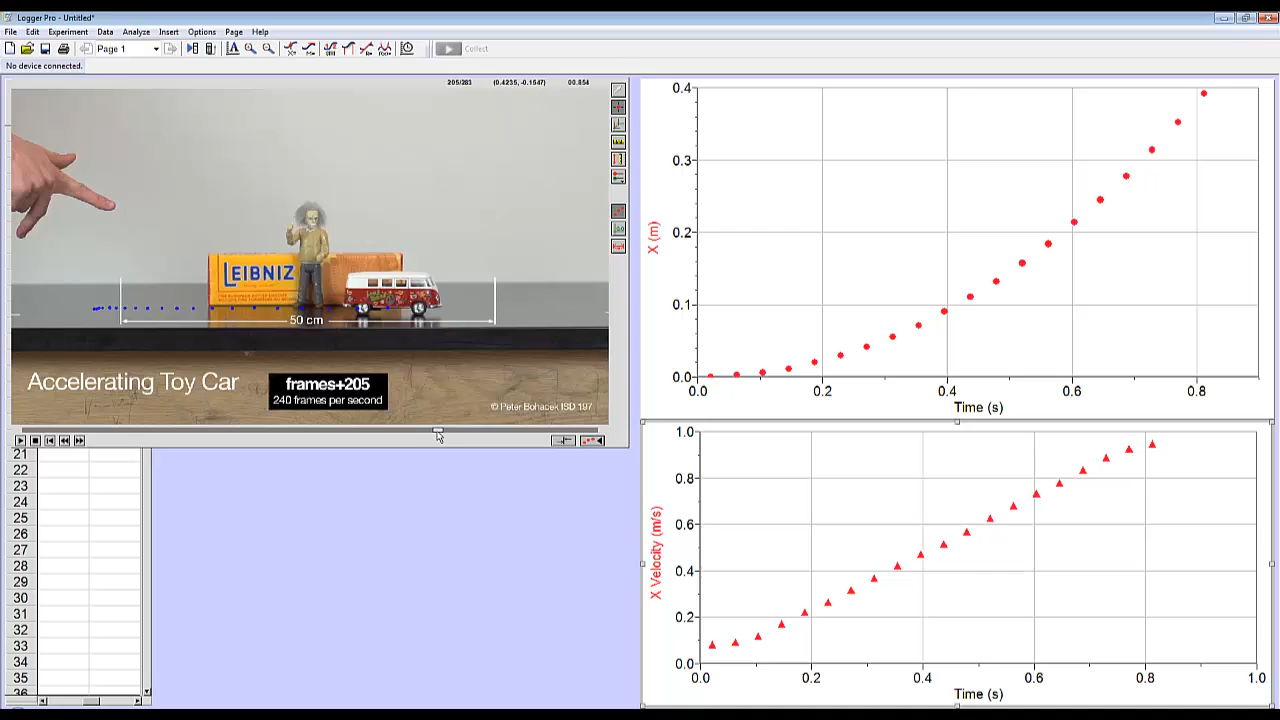 Logger Pro - Untitled*
File Edit Experiment Data Analyze Insert Options Page Help
Page 1
Collect
No device connected.
205/283 (0.4235, -0.1547) 00.854
LEIBNIZ
50 cm
Accelerating Toy Car
frames+205
240 frames per second
© Peter Bohacek ISD 197
21
22
23
24
25
26
27
28
29
30
31
32
33
34
35
36
0.4
0.3
0.2
0.1
0.0
X (m)
0.0 0.2 0.4 0.6 0.8
Time (s)
1.0
0.8
0.6
0.4
0.2
0.0
X Velocity (m/s)
0.0 0.2 0.4 0.6 0.8 1.0
Time (s)